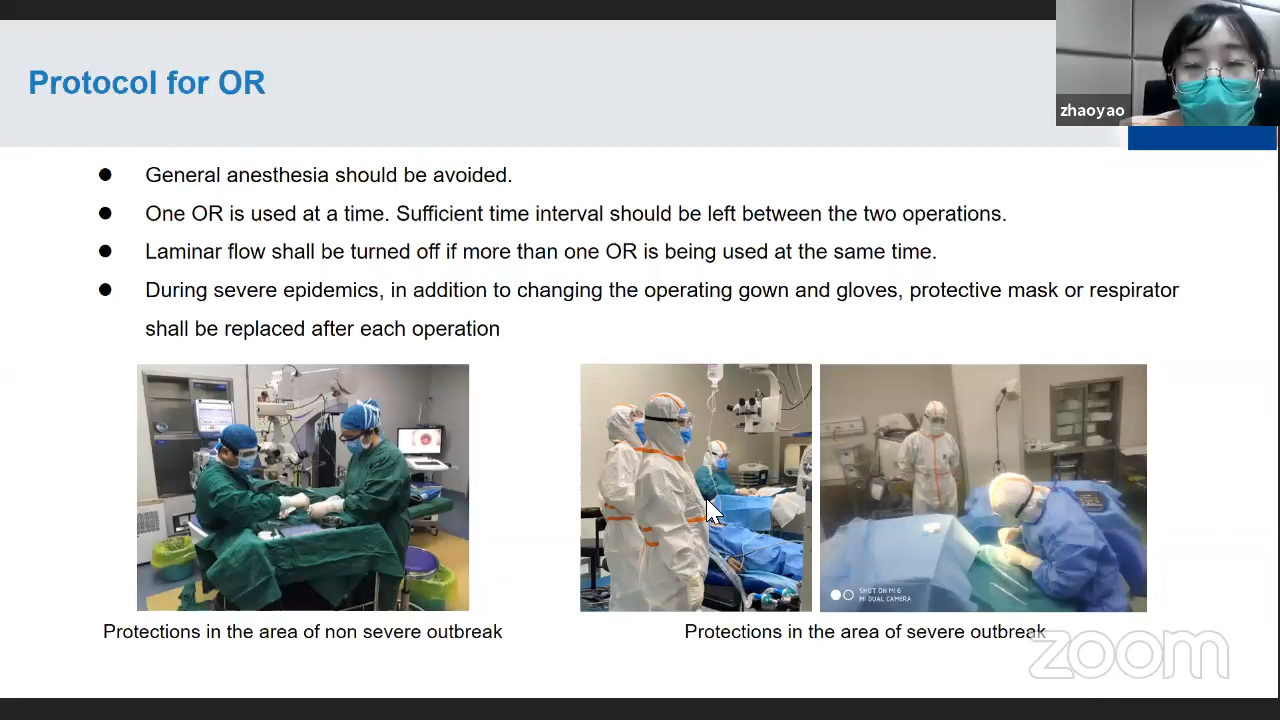 Protocol for OR
zhaoyao
● General anesthesia should be avoided.
● One OR is used at a time. Sufficient time interval should be left between the two operations.
● Laminar flow shall be turned off if more than one OR is being used at the same time.
● During severe epidemics, in addition to changing the operating gown and gloves, protective mask or respirator
shall be replaced after each operation
SHOT ON MI 6
MI DUAL CAMERA
Protections in the area of non severe outbreak
Protections in the area of severe outbreak
zoom